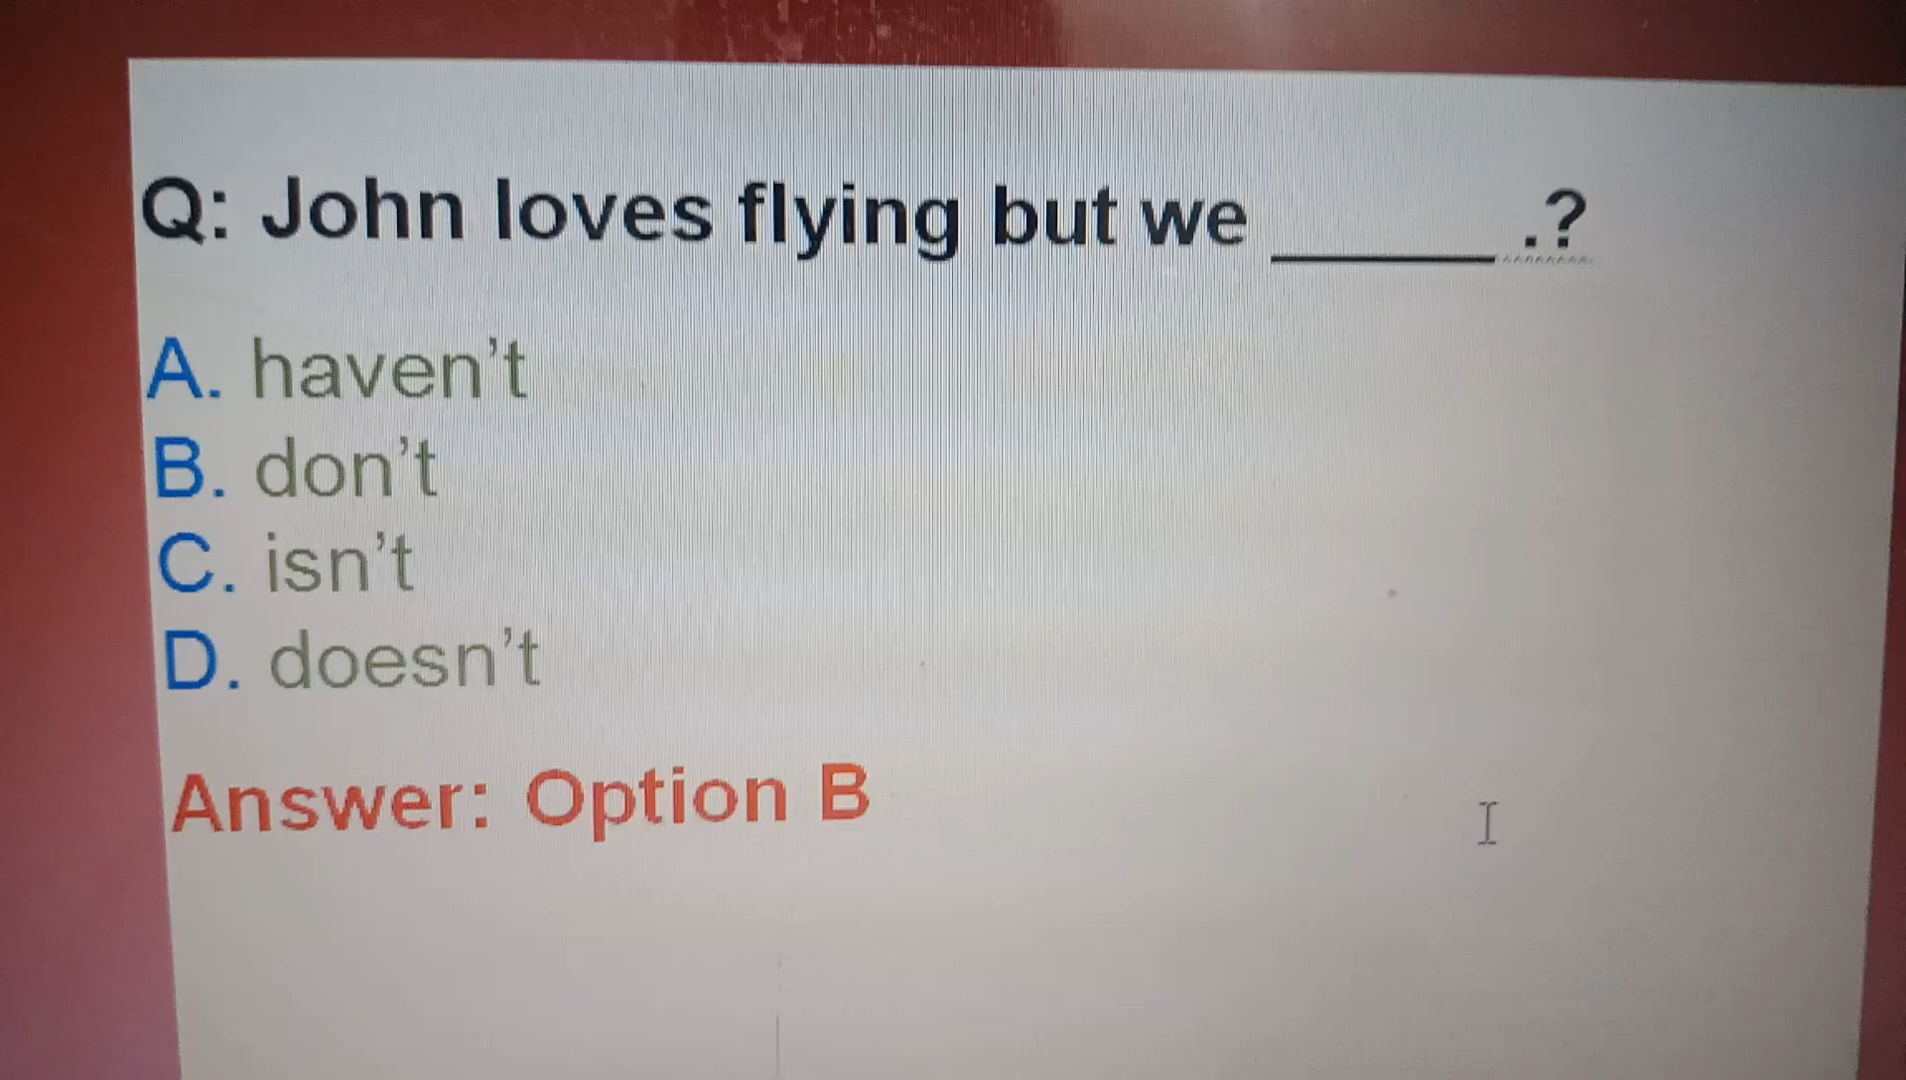 Q: John loves flying but we ______.?
A. haven't
B. don't
C. isn't
D. doesn't
Answer: Option B